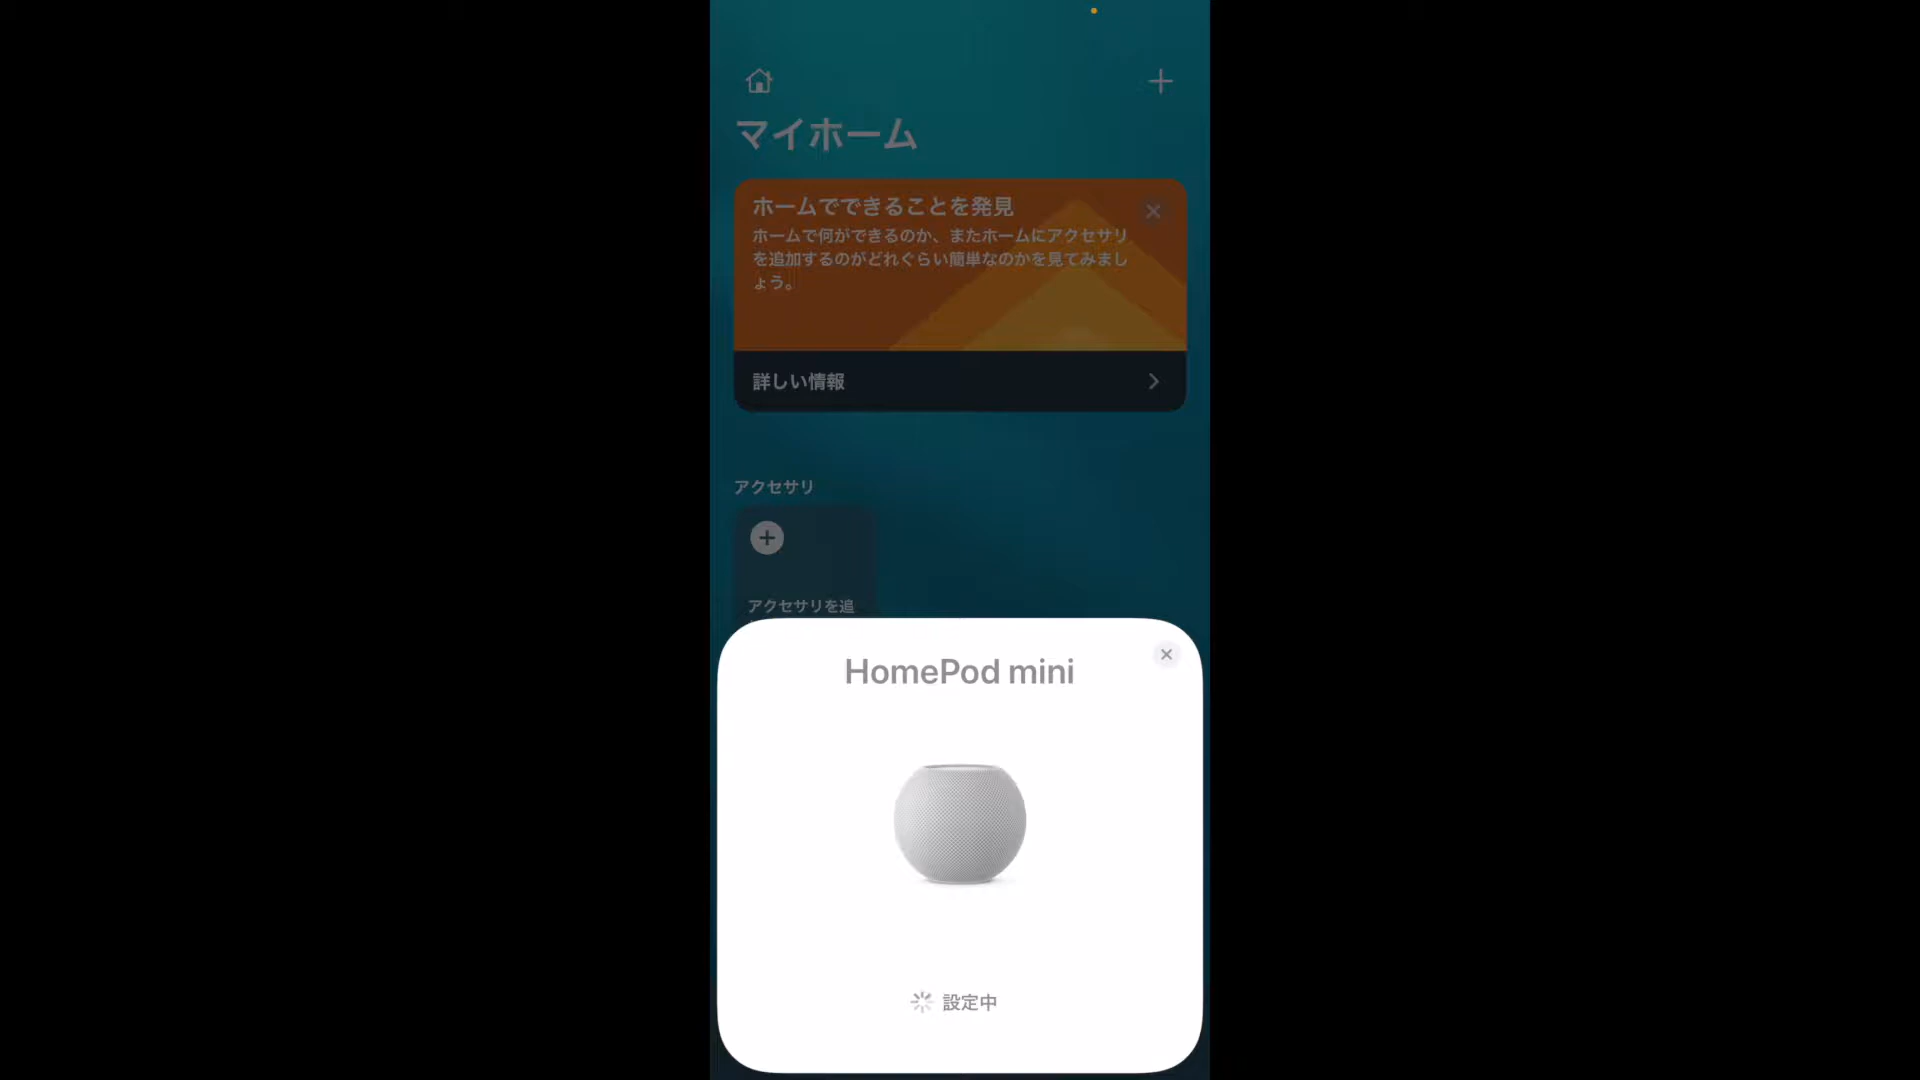 マイホーム
ホームでできることを発見
ホームで何ができるのか、またホームにアクセサリ
を追加するのがどれぐらい簡単なのかを見てみまし
ょう。
詳しい情報
アクセサリ
アクセサリを追
HomePod mini
設定中